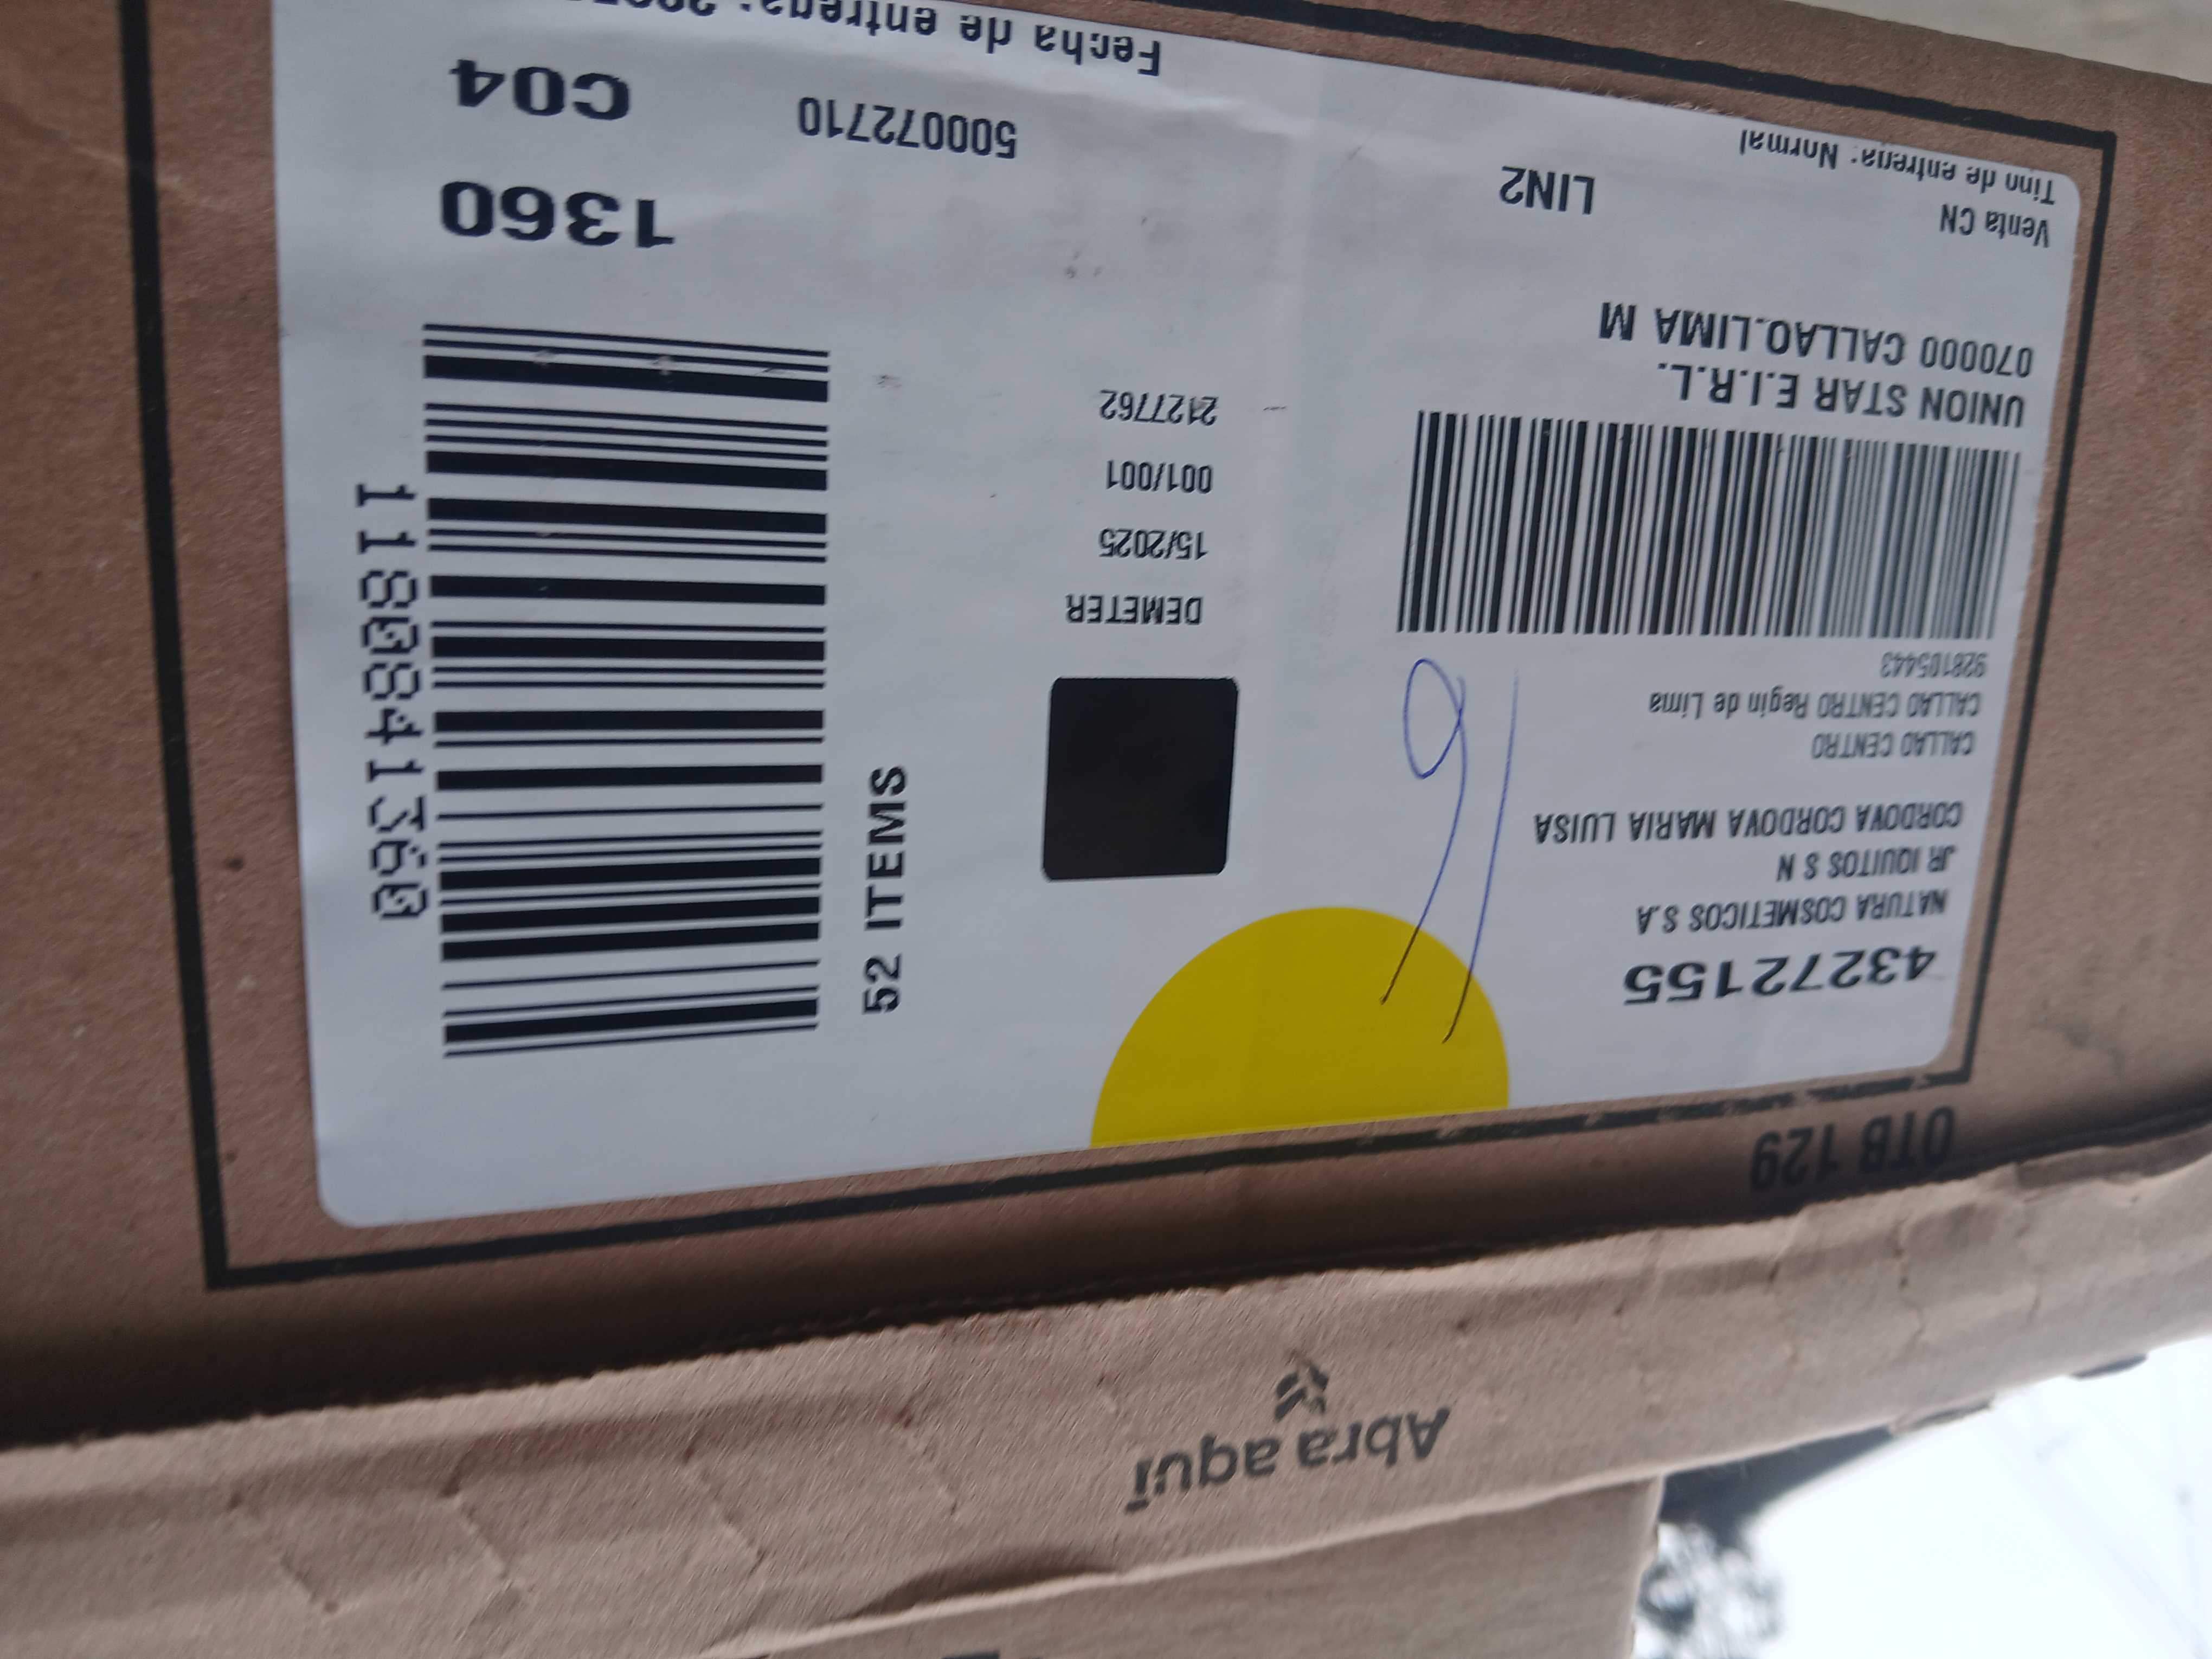 OTB 129
43272155
NATURA COSMETICOS S.A
JR IQUITOS S N
CORDOVA CORDOVA MARIA LUISA
CALLAO CENTRO
CALLAO CENTRO Regin de Lima
928105443
UNION STAR E.I.R.L.
070000 CALLAO.LIMA M
Venta CN
LIN2
Tipo de entrega: Normal
16
DEMETER
15/2025
001/001
2127762
52 ITEMS
1180841360
1360
500072710
C04
Fecha de entrega:
Abra aquí